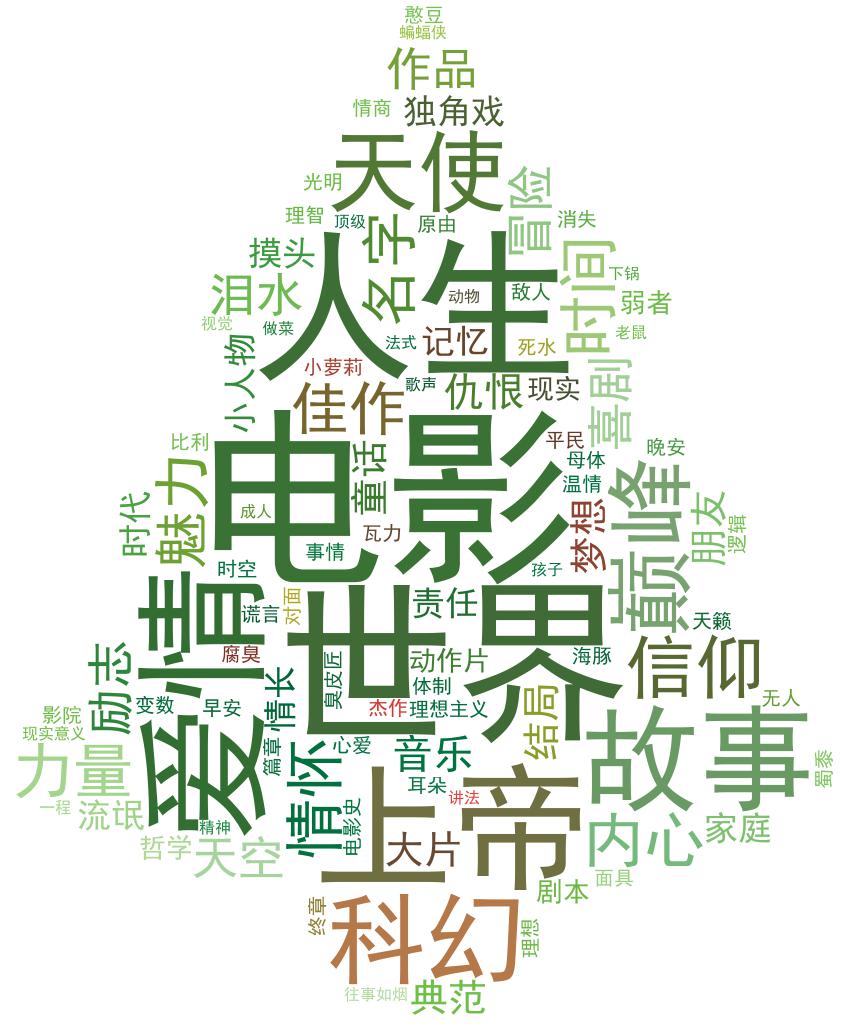 憨豆
蝙蝠侠
作品
情商
独角戏
天使
光明
冒险
理智
顶级
名字
原由
消失
摸头
人生
时间
下锅
泪水
动物
敌人
弱者
视觉
做菜
法式
记忆
死水
老鼠
小人物
小萝莉
歌声
仇恨
现实
喜剧
佳作
比利
电影
童话
平民
晚安
母体
温情
巅峰
魅力
时代
成人
瓦力
梦想
朋友
逻辑
事情
时空
孩子
爱情
谎言
对面
世界
责任
天籁
腐臭
臭皮匠
动作片
海豚
信仰
励志
变数
早安
情长
体制
杰作
理想主义
结局
无人
影院
现实意义
篇章
情怀
心爱
音乐
故事
力量
耳朵
讲法
上帝
蜀黍
一程
流氓
精神
电影史
大片
内心
家庭
哲学
天空
剧本
面具
终章
科幻
理想
往事如烟
典范